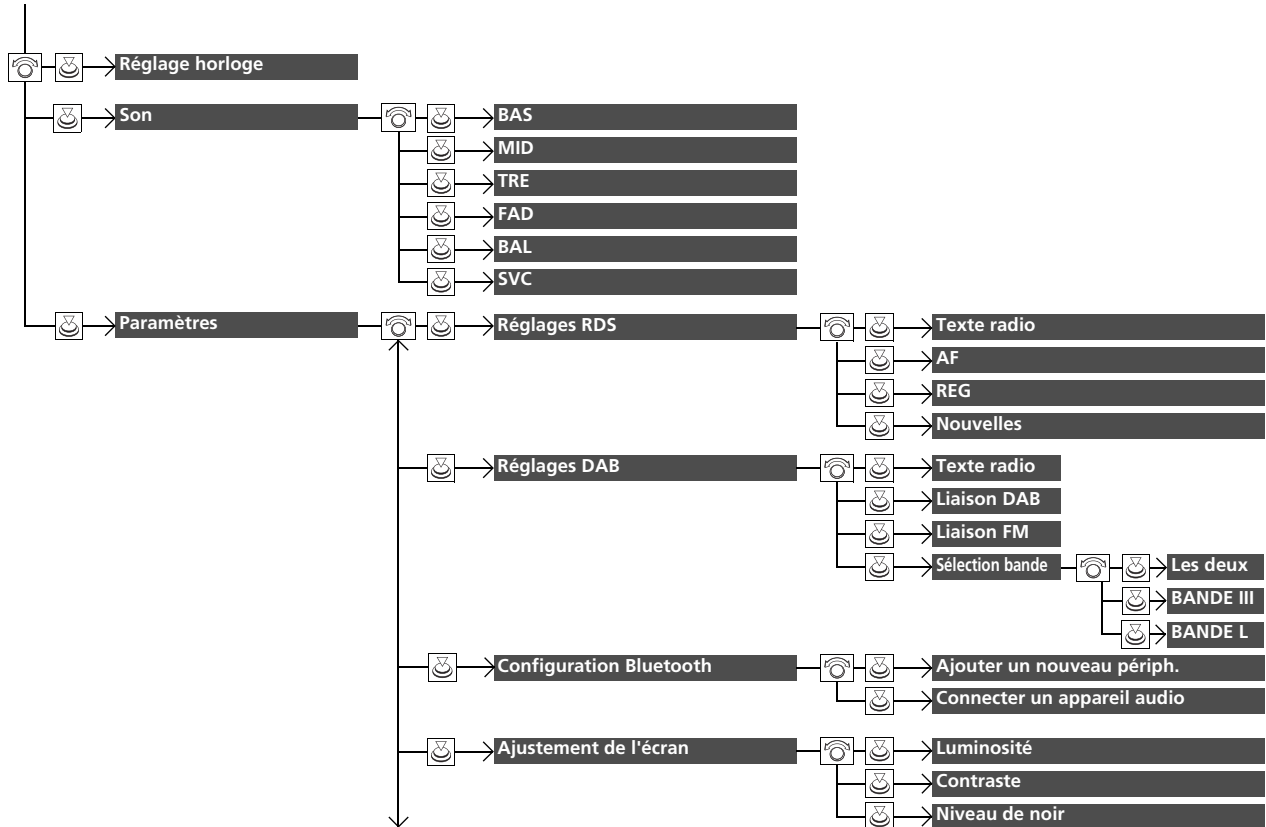 Réglage horloge
Son
BAS
MID
TRE
FAD
BAL
SVC
Paramètres
Réglages RDS
Texte radio
AF
REG
Nouvelles
Réglages DAB
Texte radio
Liaison DAB
Liaison FM
Sélection bande
Les deux
BANDE III
BANDE L
Configuration Bluetooth
Ajouter un nouveau périph.
Connecter un appareil audio
Ajustement de l'écran
Luminosité
Contraste
Niveau de noir